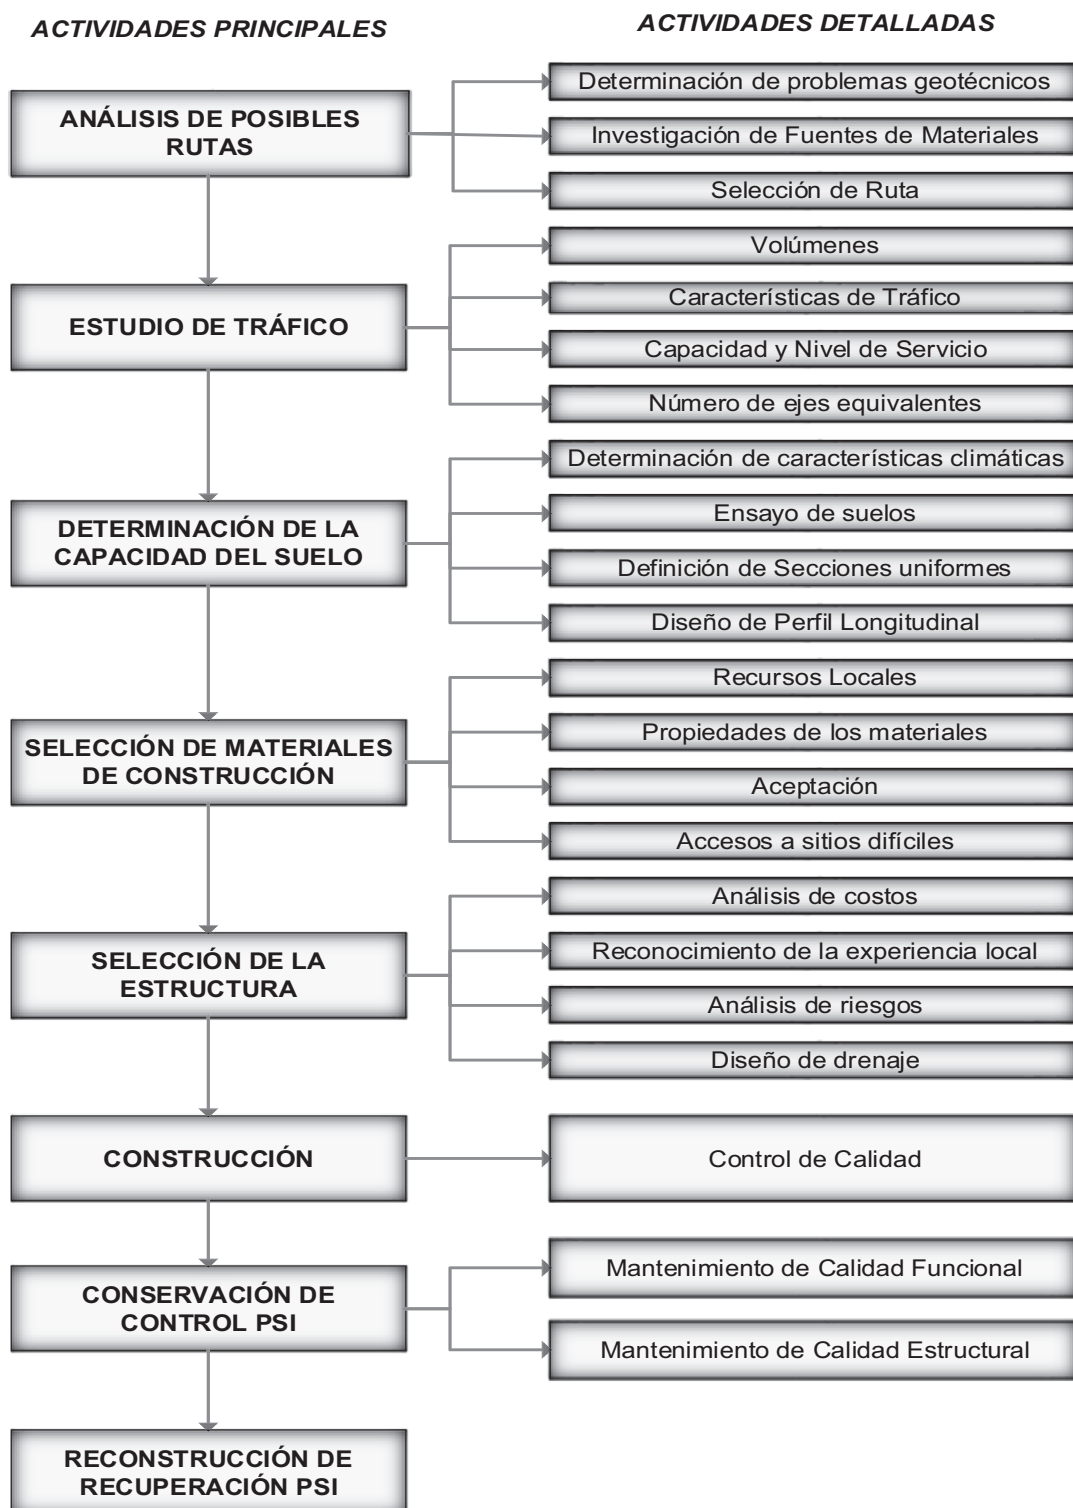 ACTIVIDADES PRINCIPALES
ACTIVIDADES DETALLADAS
ANÁLISIS DE POSIBLES
RUTAS
Determinación de problemas geotécnicos
Investigación de Fuentes de Materiales
Selección de Ruta
ESTUDIO DE TRÁFICO
Volúmenes
Características de Tráfico
Capacidad y Nivel de Servicio
Número de ejes equivalentes
DETERMINACIÓN DE LA
CAPACIDAD DEL SUELO
Determinación de características climáticas
Ensayo de suelos
Definición de Secciones uniformes
Diseño de Perfil Longitudinal
SELECCIÓN DE MATERIALES
DE CONSTRUCCIÓN
Recursos Locales
Propiedades de los materiales
Aceptación
Accesos a sitios difíciles
SELECCIÓN DE LA
ESTRUCTURA
Análisis de costos
Reconocimiento de la experiencia local
Análisis de riesgos
Diseño de drenaje
CONSTRUCCIÓN
Control de Calidad
CONSERVACIÓN DE
CONTROL PSI
Mantenimiento de Calidad Funcional
Mantenimiento de Calidad Estructural
RECONSTRUCCIÓN DE
RECUPERACIÓN PSI